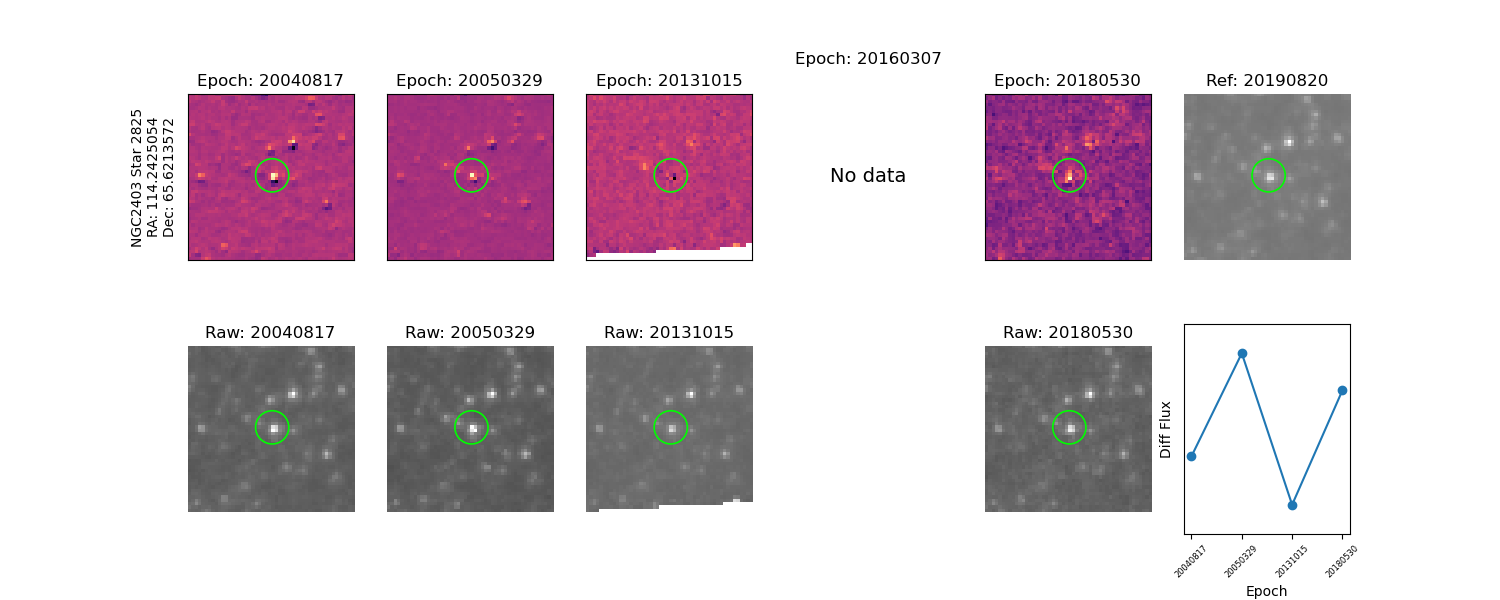 Epoch: 20160307
Epoch: 20040817
Epoch: 20050329
Epoch: 20131015
Epoch: 20180530
Ref: 20190820
NGC2403 Star 2825
RA: 114.2425054
Dec: 65.6213572
No data
Raw: 20040817
Raw: 20050329
Raw: 20131015
Raw: 20180530
Diff Flux
20040817
20050329
20131015
20180530
Epoch